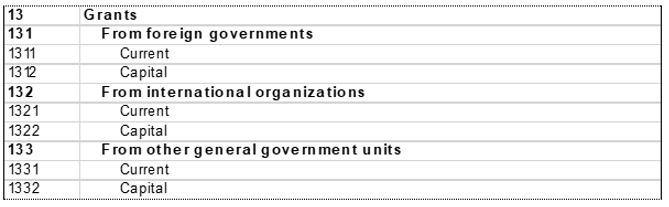 13 Grants
131 From foreign governments
1311 Current
1312 Capital
132 From international organizations
1321 Current
1322 Capital
133 From other general government units
1331 Current
1332 Capital